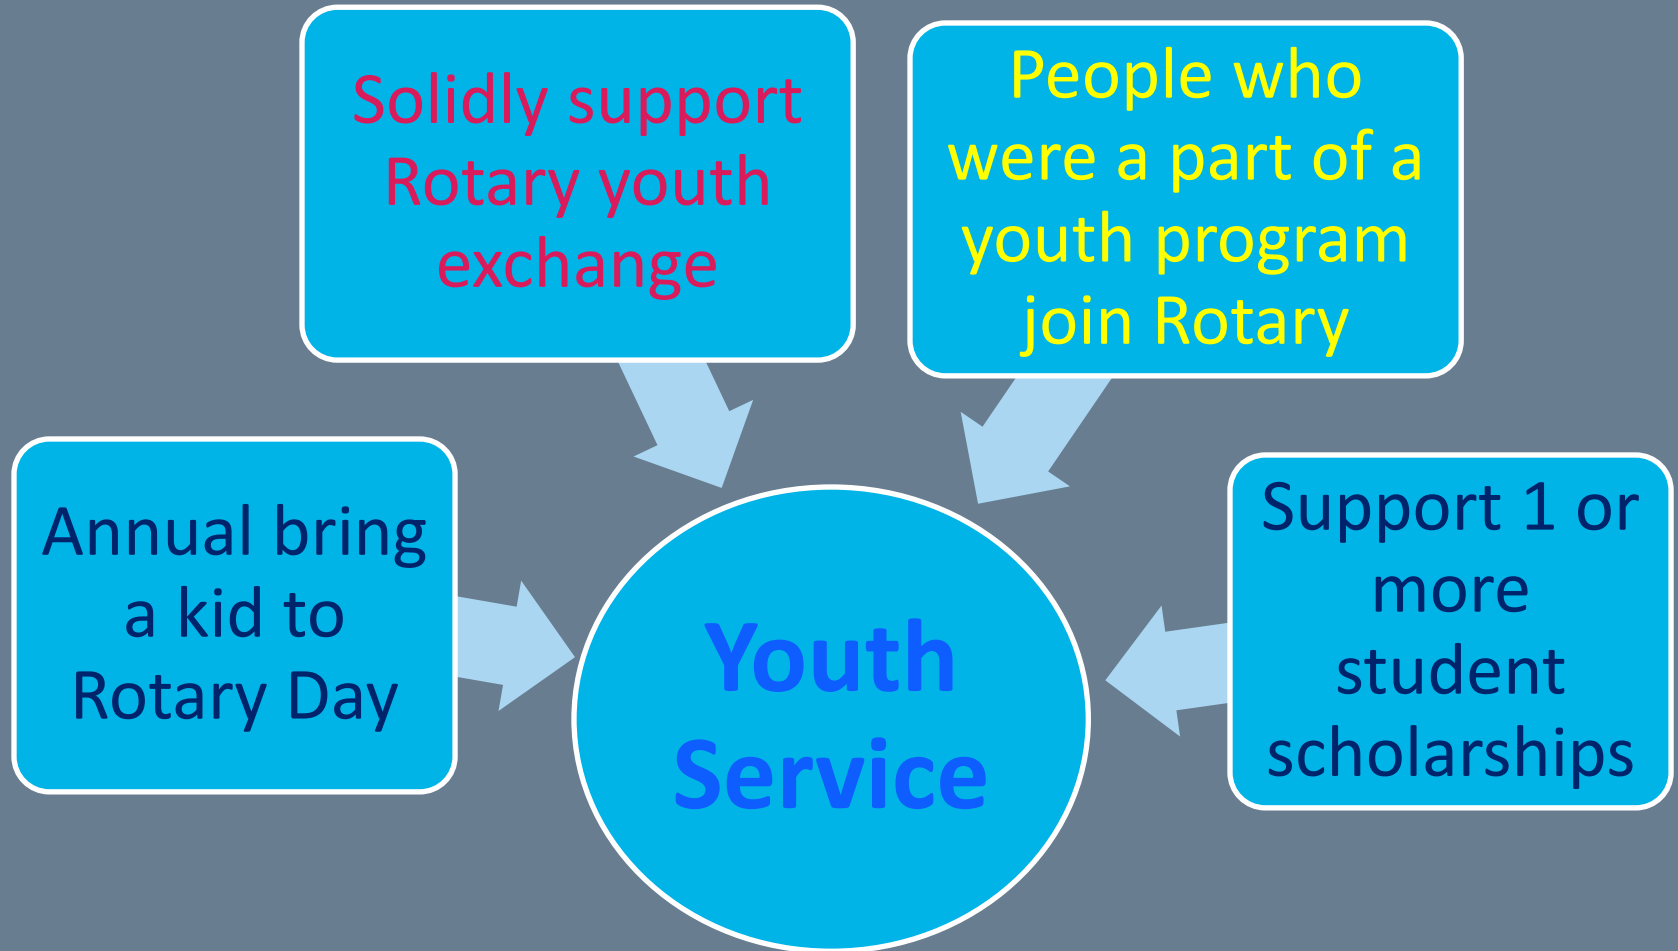 Solidly support
Rotary youth
exchange
People who
were a part of a
youth program
join Rotary
Annual bring
a kid to
Rotary Day
Support 1 or
more
student
scholarships
Youth
Service